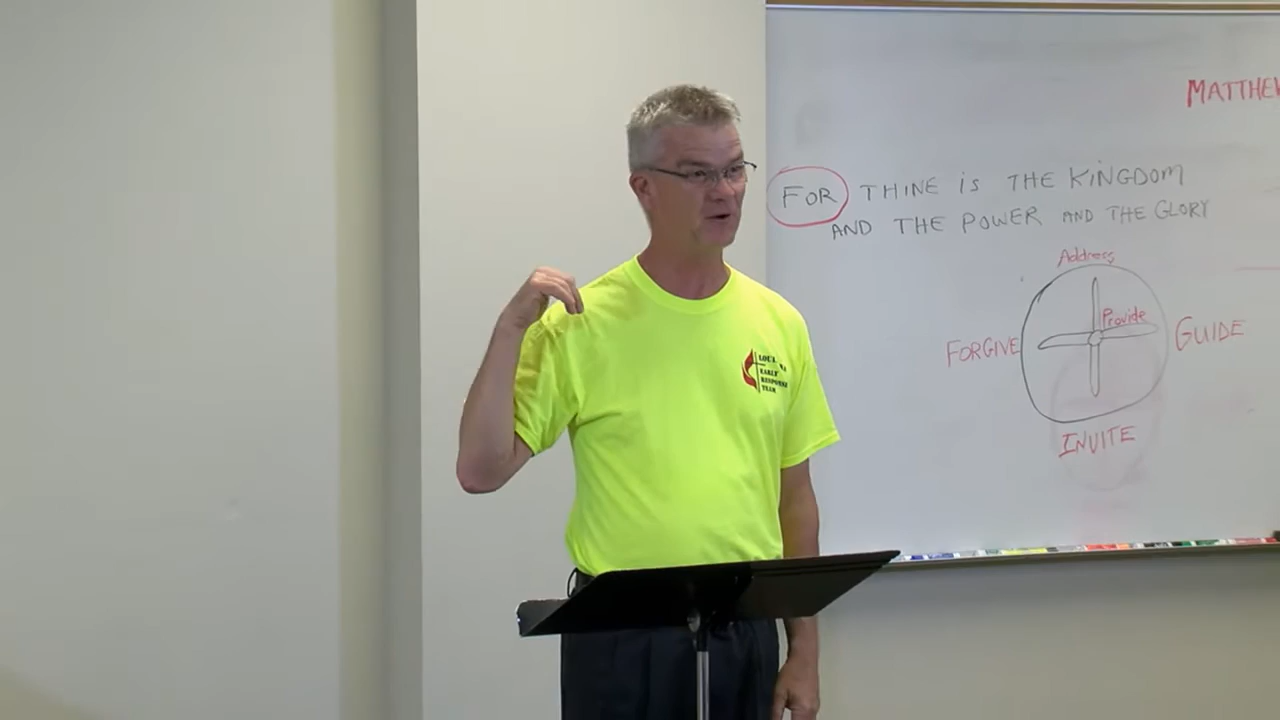 MATTHEW
FOR THINE iS THE KiNGDOM
AND THE POWER AND THE GLORY
Address
Provide
FORGIVE
GUIDE
INVITE
EARLY
RESPONSE
TEAM